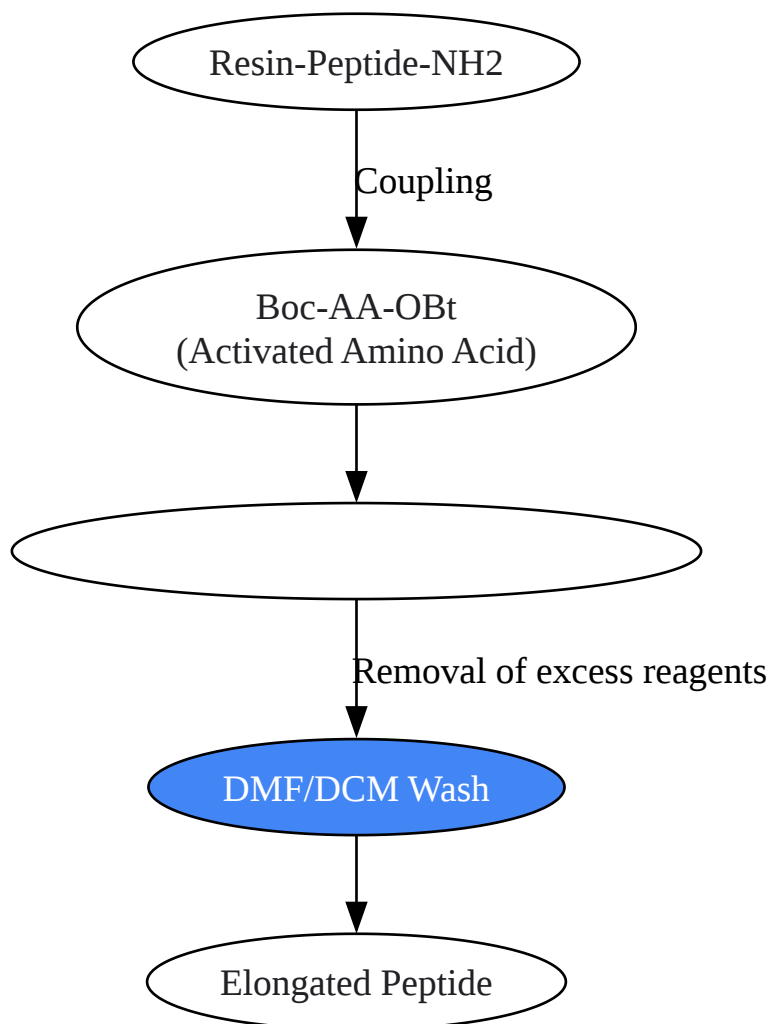 Resin-Peptide-NH2
Coupling
Boc-AA-OBt
(Activated Amino Acid)
Removal of excess reagents
DMF/DCM Wash
Elongated Peptide